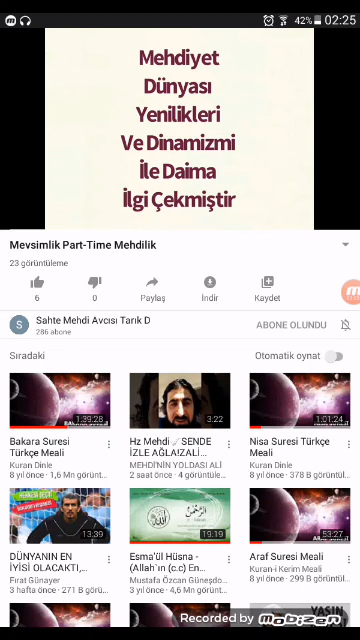 42% 02:25
Mehdiyet
Dünyası
Yenilikleri
Ve Dinamizmi
İle Daima
İlgi Çekmiştir
Mevsimlik Part-Time Mehdilik
23 görüntüleme
6
0
Paylaş
İndir
Kaydet
S
Sahte Mehdi Avcısı Tarık D
286 abone
ABONE OLUNDU
Sıradaki
Otomatik oynat
1:39:28
3:22
1:01:24
Bakara Suresi
Türkçe Meali
Kuran Dinle
8 yıl önce · 1,6 Mn görünt...
Hz Mehdi ✓ SENDE
İZLE AĞLA!ZALİ...
MEHDİ'NİN YOLDASI ALİ
2 saat önce · 4 görüntüle...
Nisa Suresi Türkçe
Meali
Kuran Dinle
8 yıl önce · 378 B görünt...
13:39
19:19
53:27
DÜNYANIN EN
İYİSİ OLACAKTI,...
Fırat Günayer
3 hafta önce · 271 B gö...
Esma'ül Hüsna -
(Allah`ın (c.c) En...
Mustafa Özcan Güneşdo...
3 yıl önce · 4,6 Mn görünt...
Araf Suresi Meali
Kuran-i Kerim Meali
8 yıl önce · 299 B görünt...
YASİN
Recorded by MOBIZEN